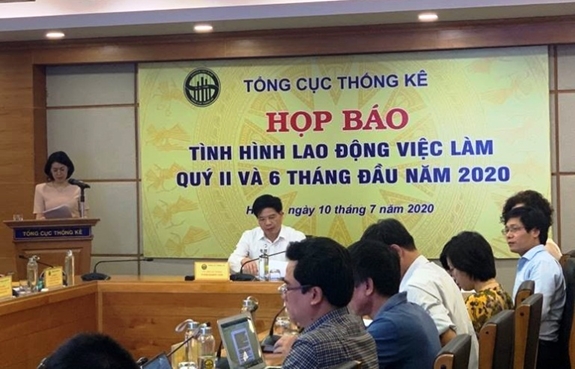 TỔNG CỤC THỐNG KÊ
HỌP BÁO
TÌNH HÌNH LAO ĐỘNG VIỆC LÀM
QUÝ II VÀ 6 THÁNG ĐẦU NĂM 2020
ngày 10 tháng 7 năm 2020
TỔNG CỤC THỐNG KÊ